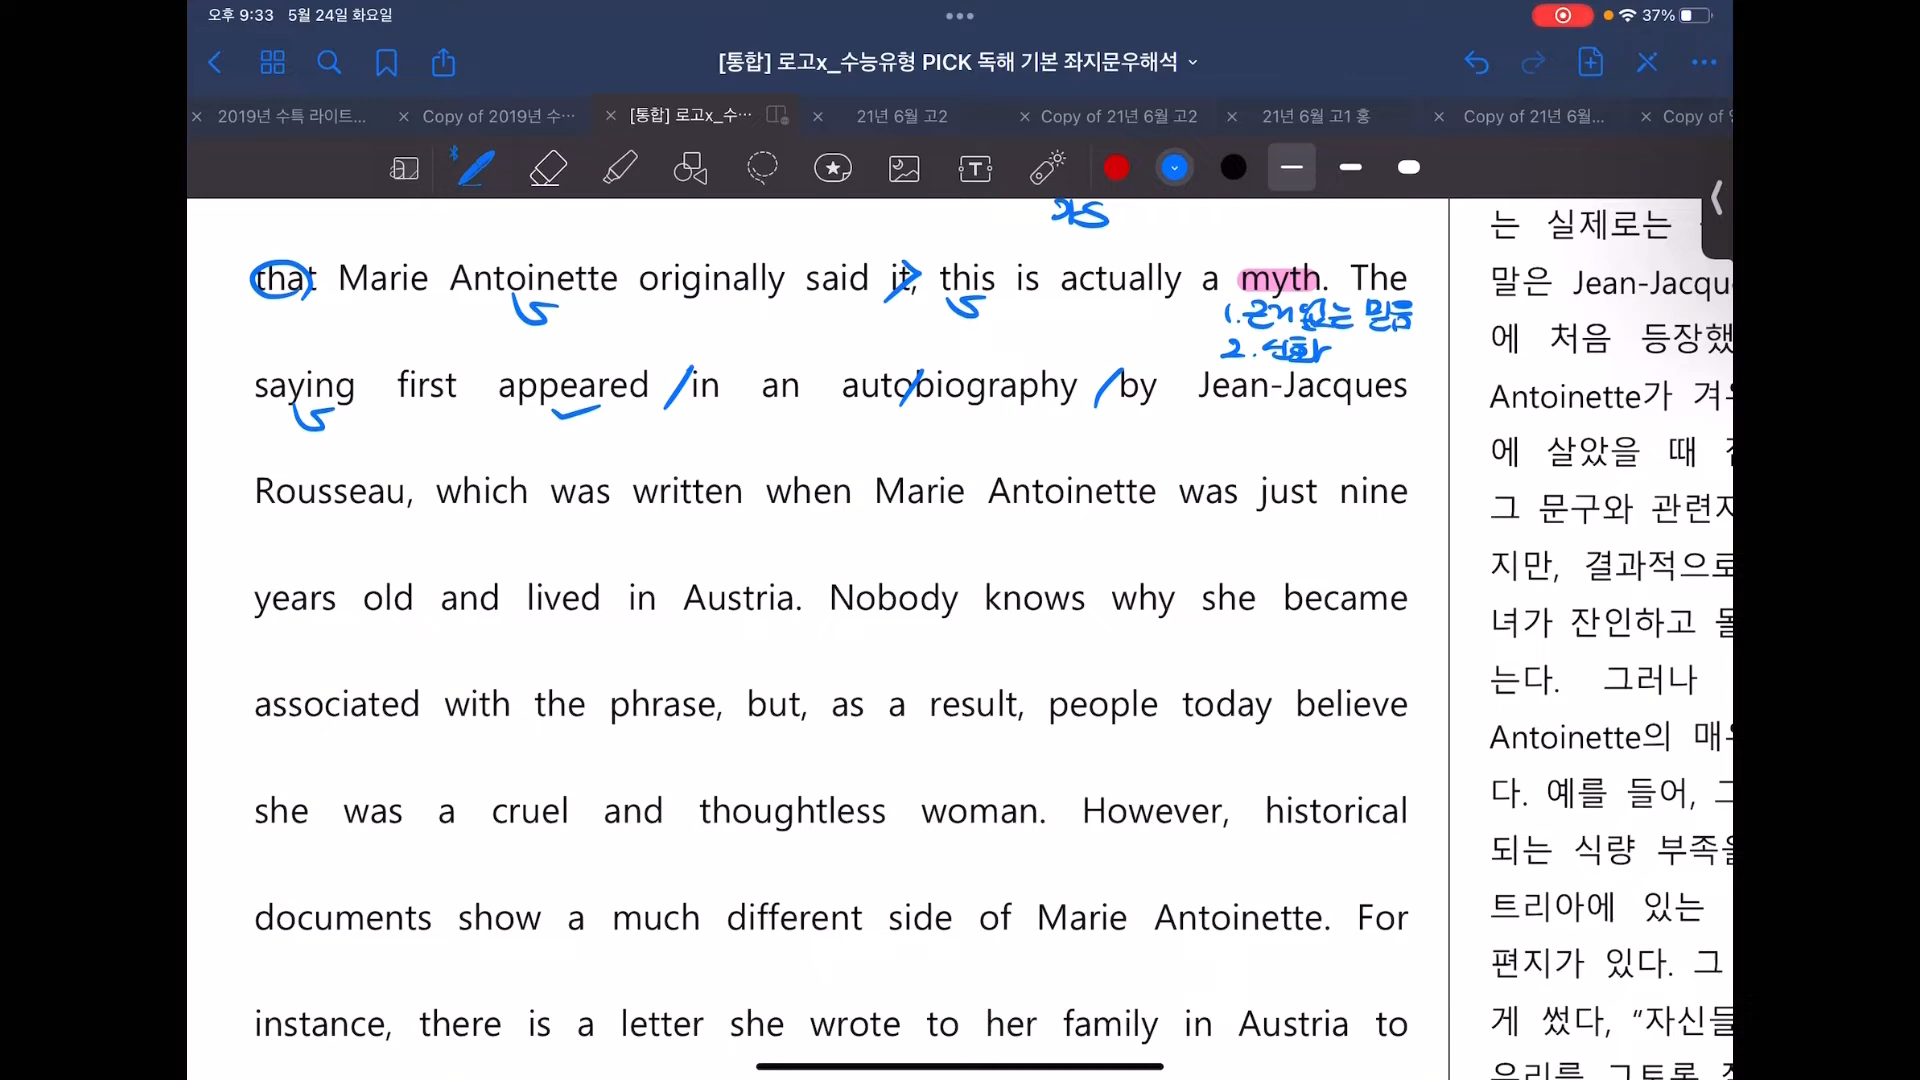 오후 9:33 5월 24일 화요일
37%
[통합] 로고x_수능유형 PICK 독해 기본 좌지문우해석
2019년 수특 라이트...
Copy of 2019년 수...
[통합] 로고x_수...
21년 6월 고2
Copy of 21년 6월 고2
21년 6월 고1 홍
Copy of 21년 6월...
Copy of
that Marie Antoinette originally said it, this is actually a myth. The
1. 근거 없는 믿음
2. 신화
saying first appeared in an autobiography by Jean-Jacques
Rousseau, which was written when Marie Antoinette was just nine
years old and lived in Austria. Nobody knows why she became
associated with the phrase, but, as a result, people today believe
she was a cruel and thoughtless woman. However, historical
documents show a much different side of Marie Antoinette. For
instance, there is a letter she wrote to her family in Austria to
는 실제로는
말은 Jean-Jacqu
에 처음 등장했
Antoinette가 겨
에 살았을 때
그 문구와 관련
지만, 결과적으로
녀가 잔인하고
는다. 그러나
Antoinette의 매
다. 예를 들어,
되는 식량 부족을
트리아에 있는
편지가 있다. 그
게 썼다, “자신들
우리를 그토록